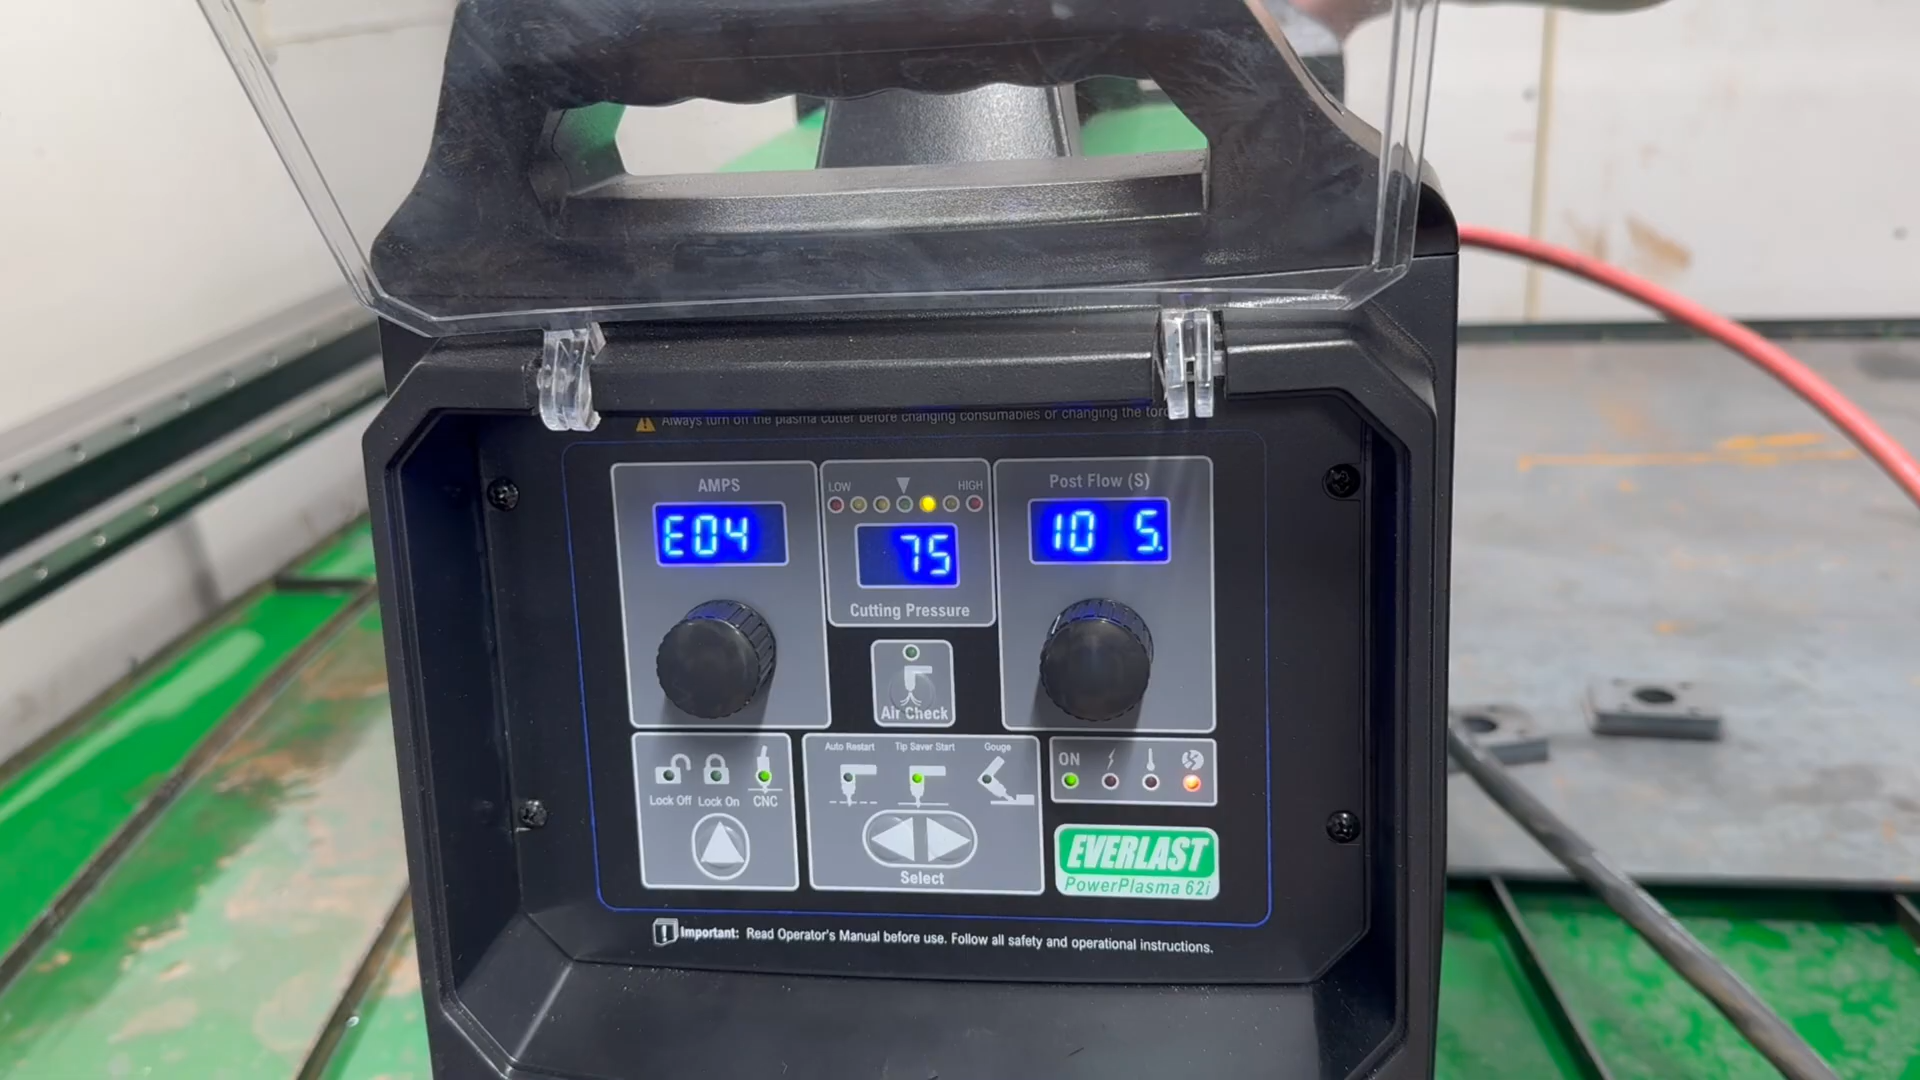 Always turn off the plasma cutter before changing consumables or changing the
AMPS
LOW
HIGH
Post Flow (S)
E04
75
10 S.
Cutting Pressure
Air Check
Lock Off
Lock On
CNC
Auto Restart
Tip Saver Start
Gouge
Select
ON
EVERLAST
PowerPlasma 62i
Important: Read Operator's Manual before use. Follow all safety and operational instructions.